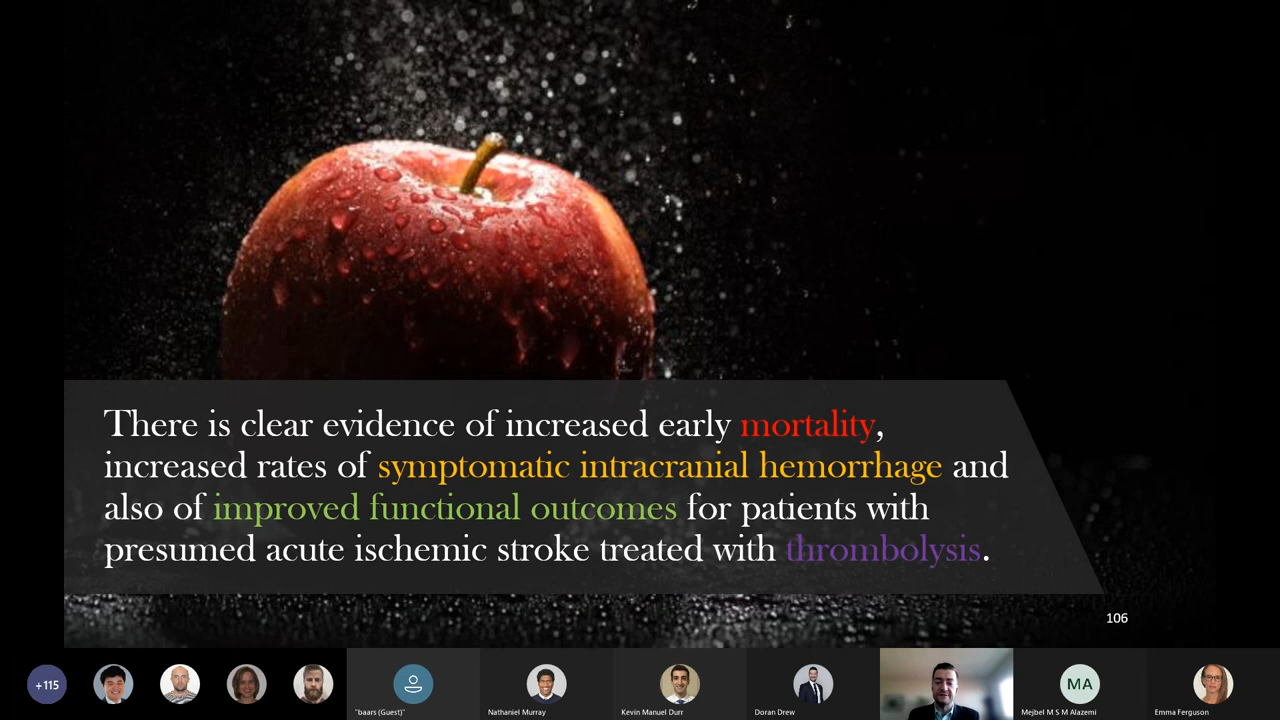 There is clear evidence of increased early mortality,
increased rates of symptomatic intracranial hemorrhage and
also of improved functional outcomes for patients with
presumed acute ischemic stroke treated with thrombolysis.
106
+115
"baars (Guest)"
Nathaniel Murray
Kevin Manuel Durr
Doran Drew
MA
Mejbel M S M Alazemi
Emma Ferguson